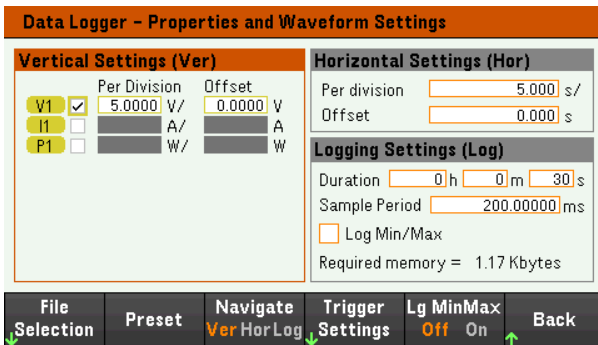 Data Logger – Properties and Waveform Settings
Vertical Settings (Ver)
Per Division Offset
V1 5.0000 V/ 0.0000 V
I1 A/ A
P1 W/ W
Horizontal Settings (Hor)
Per division 5.000 s/
Offset 0.000 s
Logging Settings (Log)
Duration 0 h 0 m 30 s
Sample Period 200.00000 ms
Log Min/Max
Required memory = 1.17 Kbytes
File Selection
Preset
Navigate
Ver Hor Log
Trigger Settings
Lg MinMax
Off On
Back